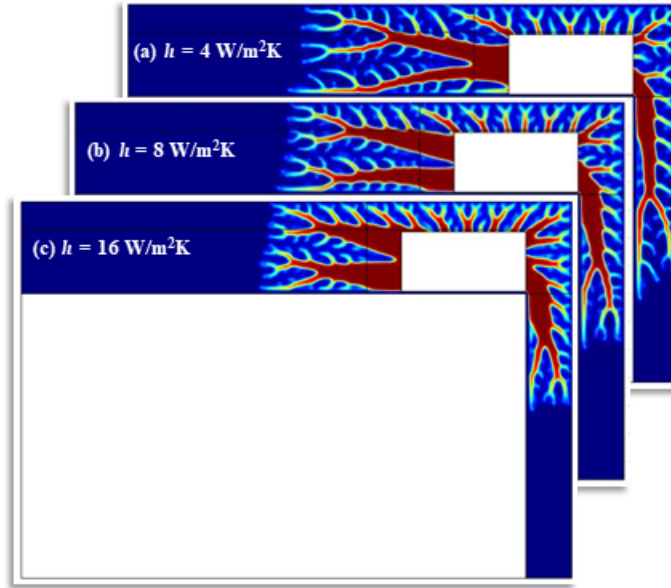 (a) h = 4 W/m²K
(b) h = 8 W/m²K
(c) h = 16 W/m²K